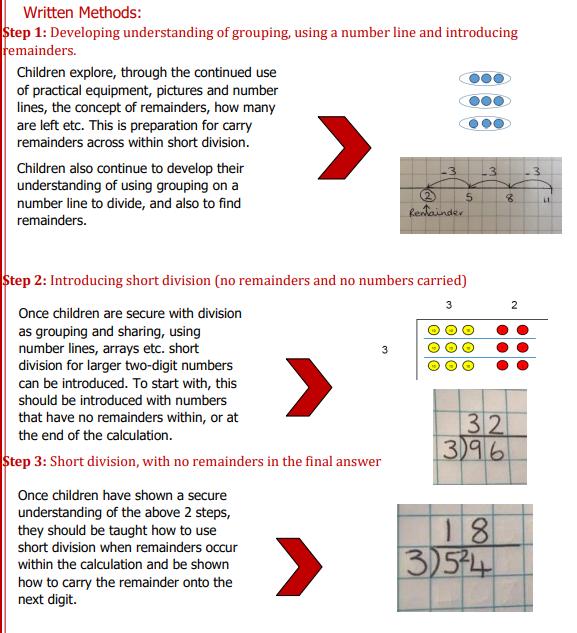 Written Methods:
Step 1: Developing understanding of grouping, using a number line and introducing
remainders.
Children explore, through the continued use
of practical equipment, pictures and number
lines, the concept of remainders, how many
are left etc. This is preparation for carry
remainders across within short division.
Children also continue to develop their
understanding of using grouping on a
number line to divide, and also to find
remainders.
-3 -3 -3
2 5 8 11
Remainder
Step 2: Introducing short division (no remainders and no numbers carried)
Once children are secure with division
as grouping and sharing, using
number lines, arrays etc. short
division for larger two-digit numbers
can be introduced. To start with, this
should be introduced with numbers
that have no remainders within, or at
the end of the calculation.
3 2
3
32
3)96
Step 3: Short division, with no remainders in the final answer
Once children have shown a secure
understanding of the above 2 steps,
they should be taught how to use
short division when remainders occur
within the calculation and be shown
how to carry the remainder onto the
next digit.
18
3)5²4